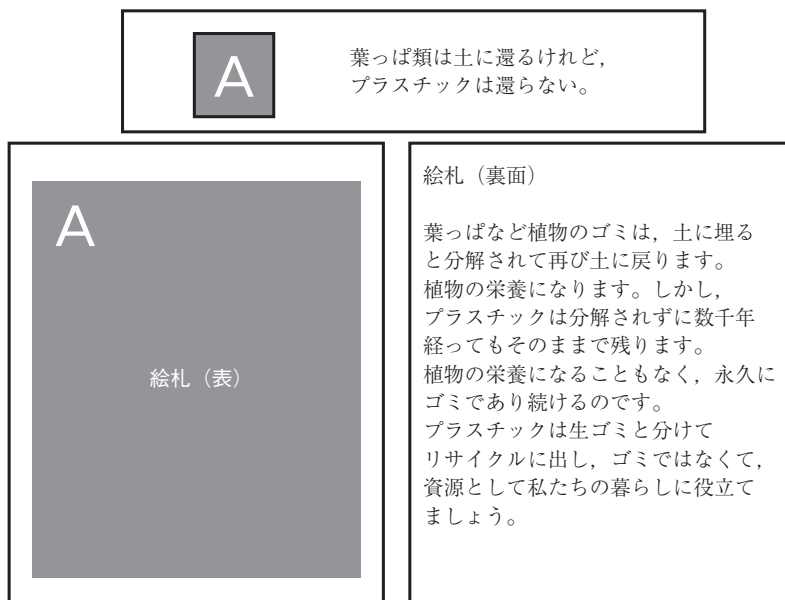 A
葉っぱ類は土に還るけれど，
プラスチックは還らない。
A
絵札（表）
絵札（裏面）
葉っぱなど植物のゴミは，土に埋る
と分解されて再び土に戻ります。
植物の栄養になります。しかし，
プラスチックは分解されずに数千年
経ってもそのままで残ります。
植物の栄養になることもなく，永久に
ゴミであり続けるのです。
プラスチックは生ゴミと分けて
リサイクルに出し，ゴミではなくて，
資源として私たちの暮らしに役立て
ましょう。